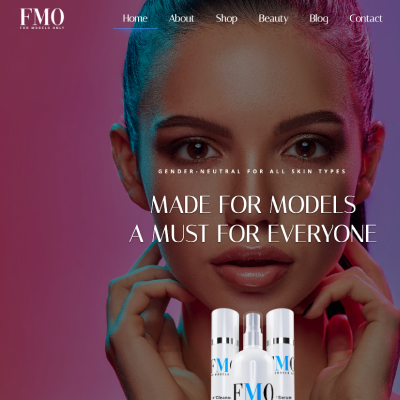 FMO
FOR MODELS ONLY
Home About Shop Beauty Blog Contact
GENDER-NEUTRAL FOR ALL SKIN TYPES
MADE FOR MODELS
A MUST FOR EVERYONE
FMO
FMO
FMO
Serum